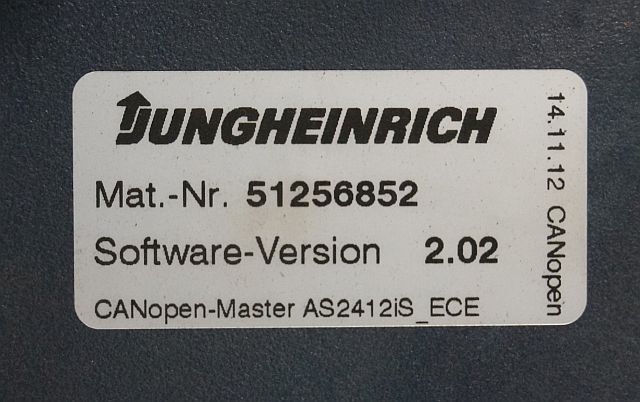 JUNGHEINRICH
Mat.-Nr. 51256852
Software-Version 2.02
CANopen-Master AS2412iS_ECE
14.11.12 CANopen